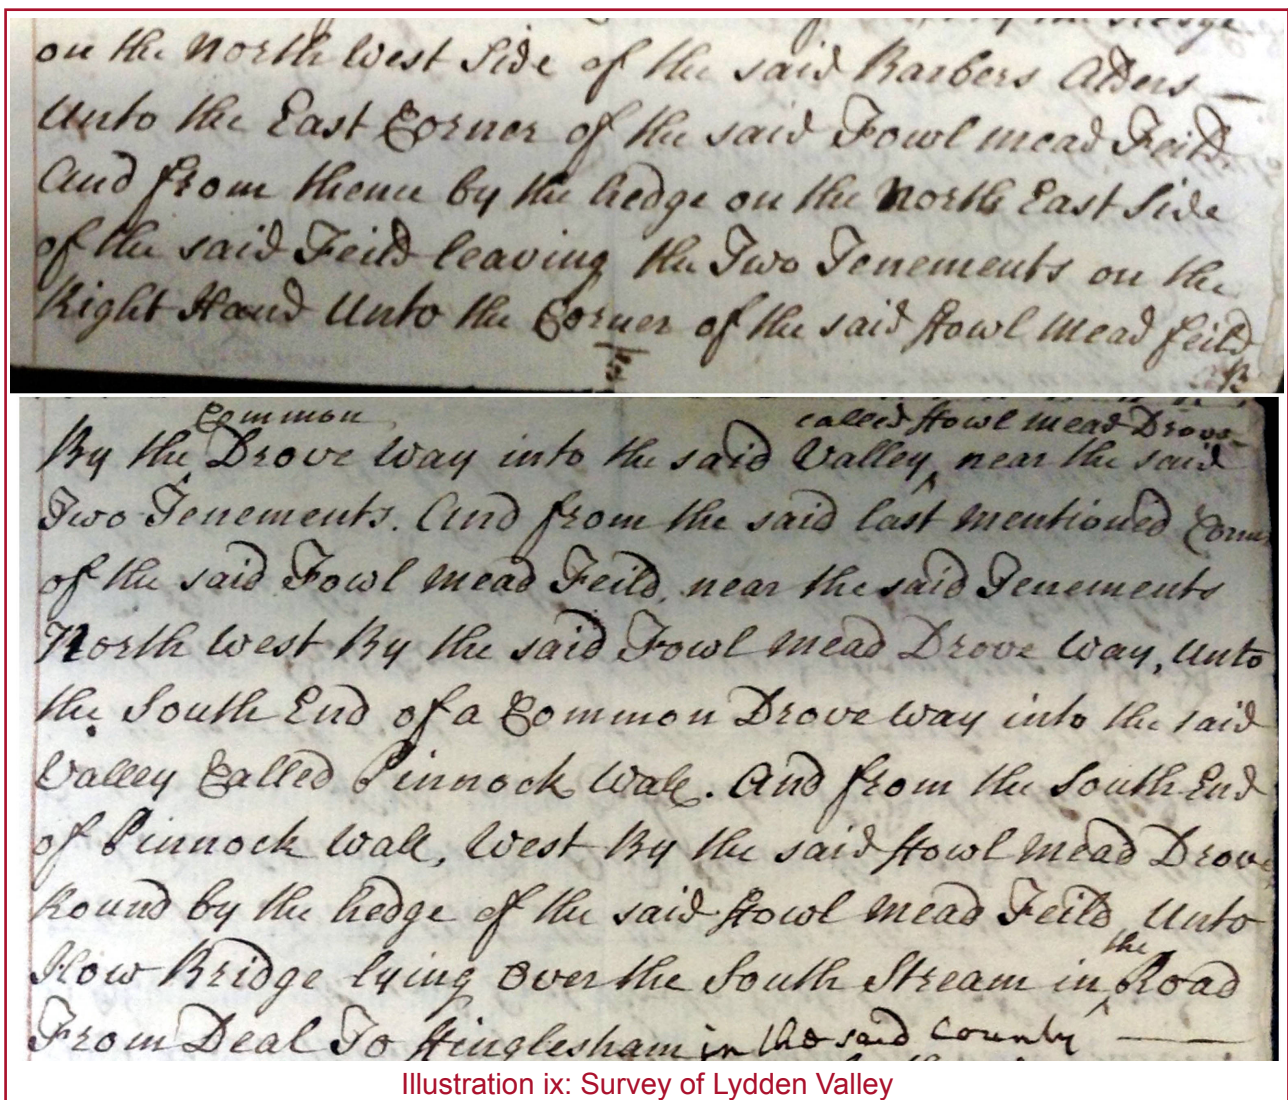 on the North West Side of the said Barbers Alders
Unto the East Corner of the said Fowl mead Feild
And from thence by the hedge on the North East Side
of the said Feild leaving the Two Tenements on the
Right Hand Unto the Corner of the said ffowl mead feild
By
Common called ffowl mead Drove
By the ^ Drove Way into the said Valley ^ near the said
Two Tenements. And from the said last mentioned Corner
of the said Fowl mead Feild, near the said Tenements
North West By the said Fowl mead Drove Way, Unto
the South End of a Common Drove way into the said
Valley Called Pinnock Wall. And from the South End
of Pinnock Wall, West By the said ffowl mead Drove
Round by the hedge of the said ffowl mead Feild, Unto
the
How Bridge lying Over the South Stream in ^ Road
From Deal To ffinglesham in the said County
Illustration ix: Survey of Lydden Valley